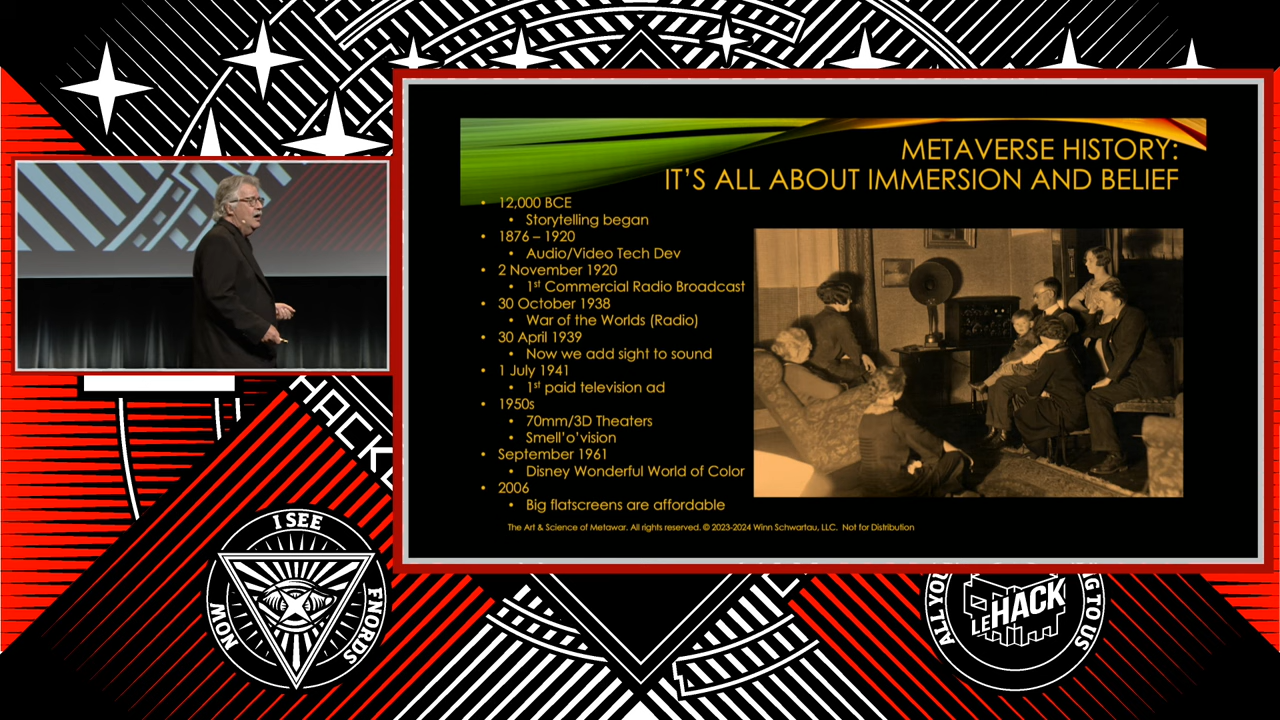 METAVERSE HISTORY:
IT'S ALL ABOUT IMMERSION AND BELIEF
• 12,000 BCE
• Storytelling began
• 1876 – 1920
• Audio/Video Tech Dev
• 2 November 1920
• 1st Commercial Radio Broadcast
• 30 October 1938
• War of the Worlds (Radio)
• 30 April 1939
• Now we add sight to sound
• 1 July 1941
• 1st paid television ad
• 1950s
• 70mm/3D Theaters
• Smell'o'vision
• September 1961
• Disney Wonderful World of Color
• 2006
• Big flatscreens are affordable
The Art & Science of Metawar. All rights reserved. © 2023-2024 Winn Schwartau, LLC. Not for Distribution
HACK
I SEE
FNORDS
NOW
ALL YOU
G TO US
LEHACK